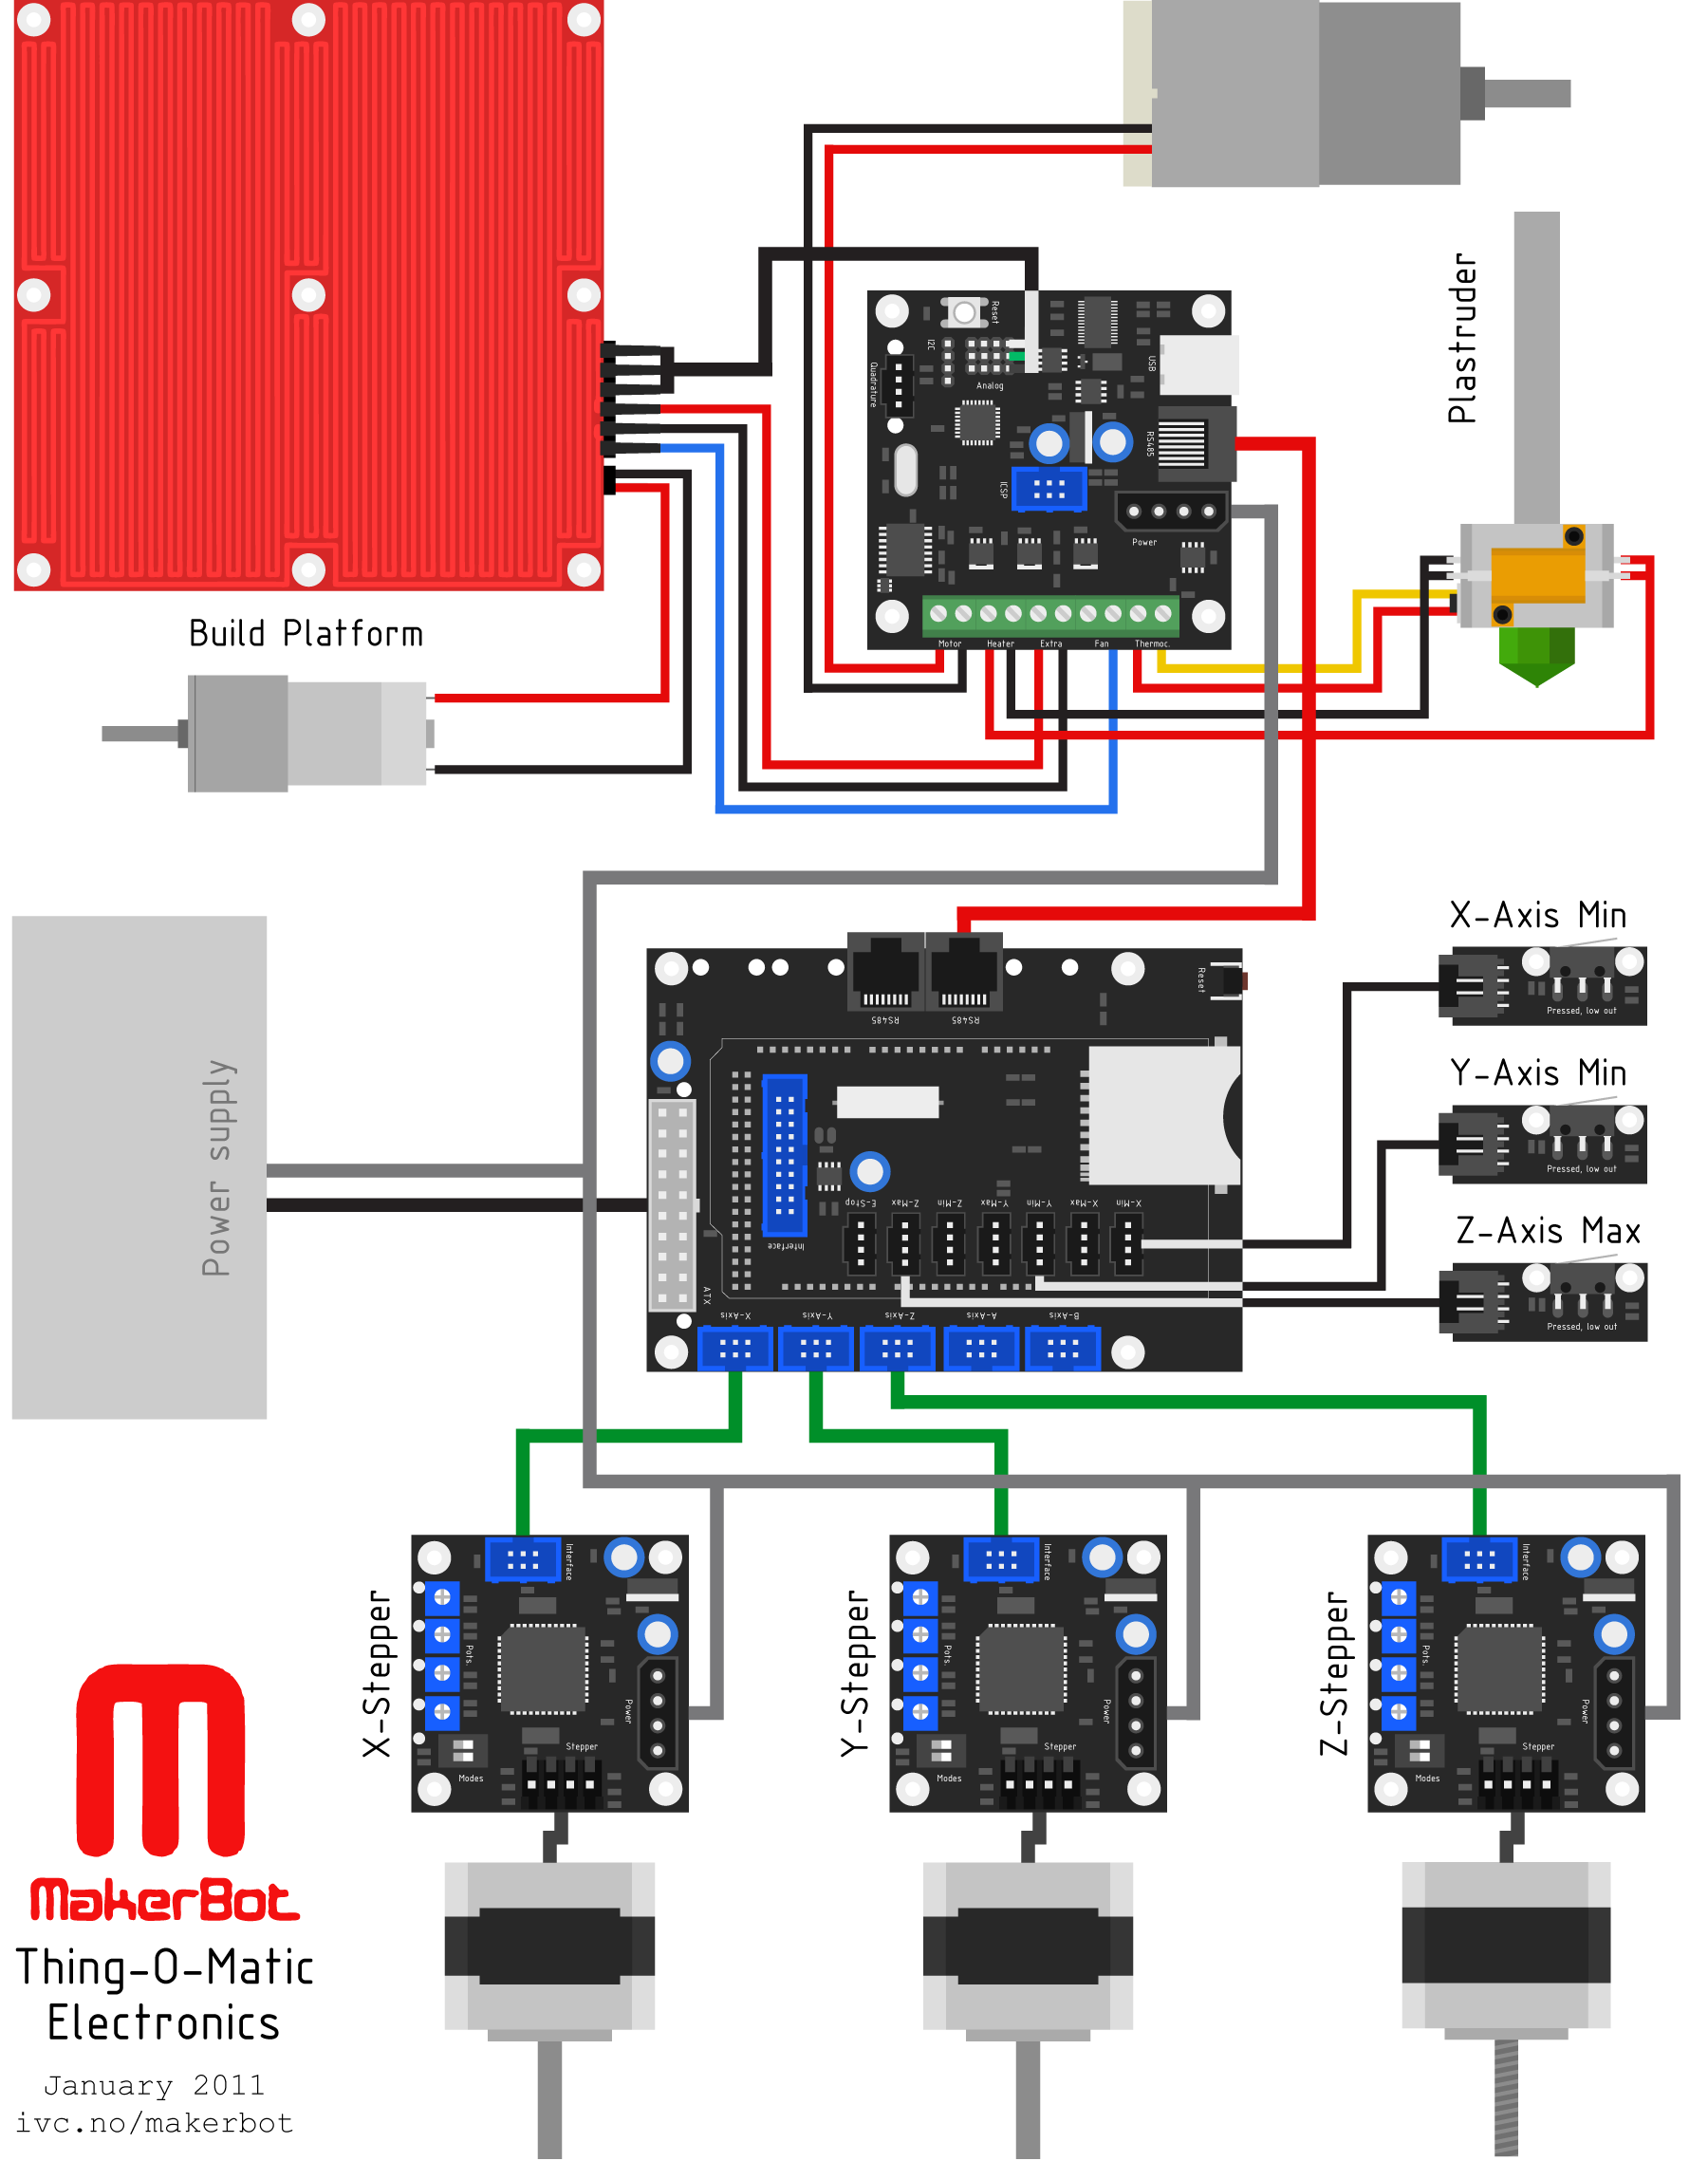 Reset
I2C
Quadrature
Analog
USB
RS485
ICSP
Power
Motor
Heater
Extra
Fan
Thermoc.
Plastruder
Build Platform
Power supply
RS485
RS485
Reset
Interface
E-Stop
Z-Max
Z-Min
Y-Max
Y-Min
X-Max
X-Min
ATX
X-Axis
Y-Axis
Z-Axis
A-Axis
B-Axis
X-Axis Min
Pressed, low out
Y-Axis Min
Pressed, low out
Z-Axis Max
Pressed, low out
X-Stepper
Interface
Pots.
Power
Stepper
Modes
Y-Stepper
Interface
Pots.
Power
Stepper
Modes
Z-Stepper
Interface
Pots.
Power
Stepper
Modes
MakerBot
Thing-O-Matic
Electronics
January 2011
ivc.no/makerbot